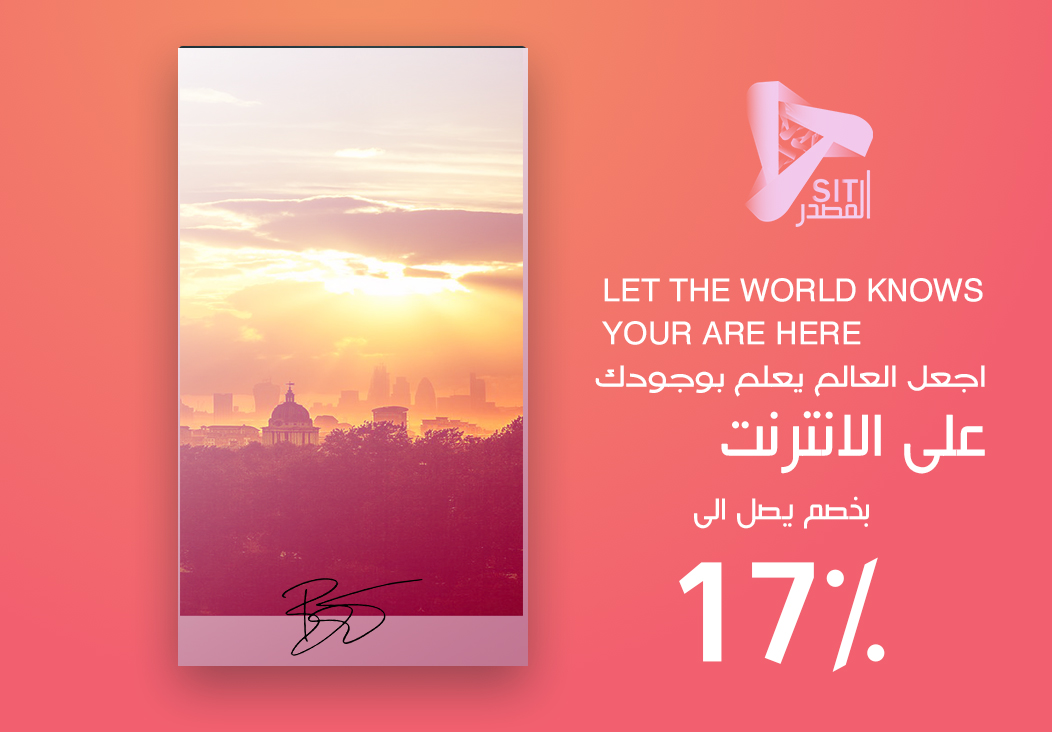 SIT
المصدر
LET THE WORLD KNOWS
YOUR ARE HERE
اجعل العالم يعلم بوجودك
على الانترنت
بخصم يصل الى
17%